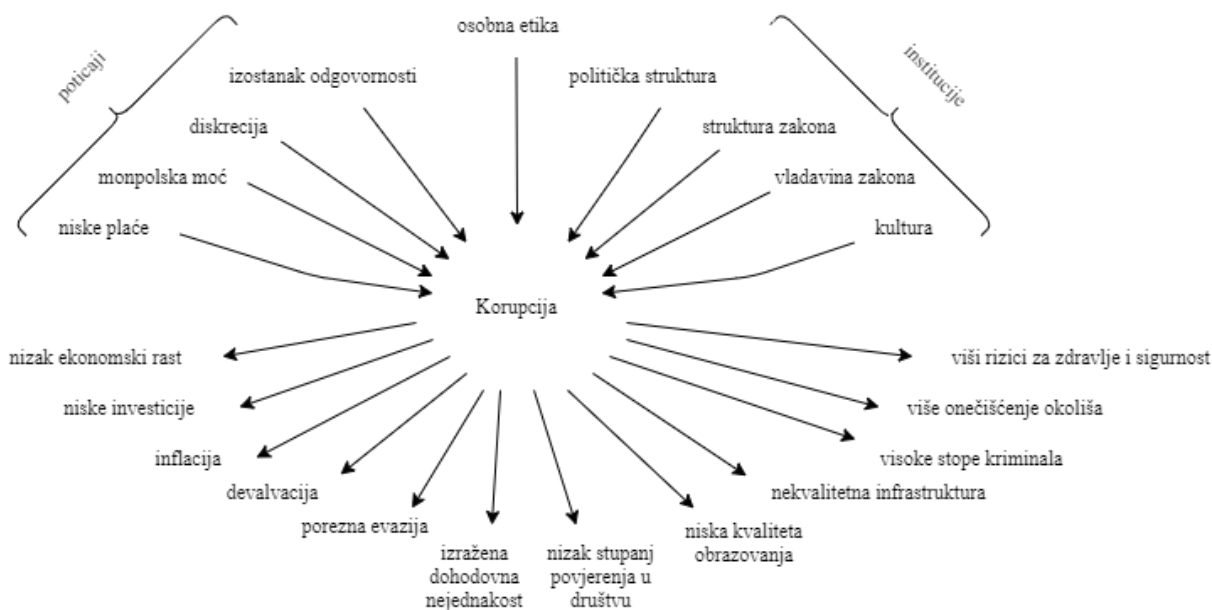 osobna etika
poticaji
institucije
izostanak odgovornosti
politička struktura
diskrecija
struktura zakona
monpolska moć
vladavina zakona
niske plaće
kultura
Korupcija
nizak ekonomski rast
viši rizici za zdravlje i sigurnost
niske investicije
više onečišćenje okoliša
inflacija
visoke stope kriminala
devalvacija
nekvalitetna infrastruktura
porezna evazija
niska kvaliteta
obrazovanja
izražena
dohodovna
nejednakost
nizak stupanj
povjerenja u
društvu